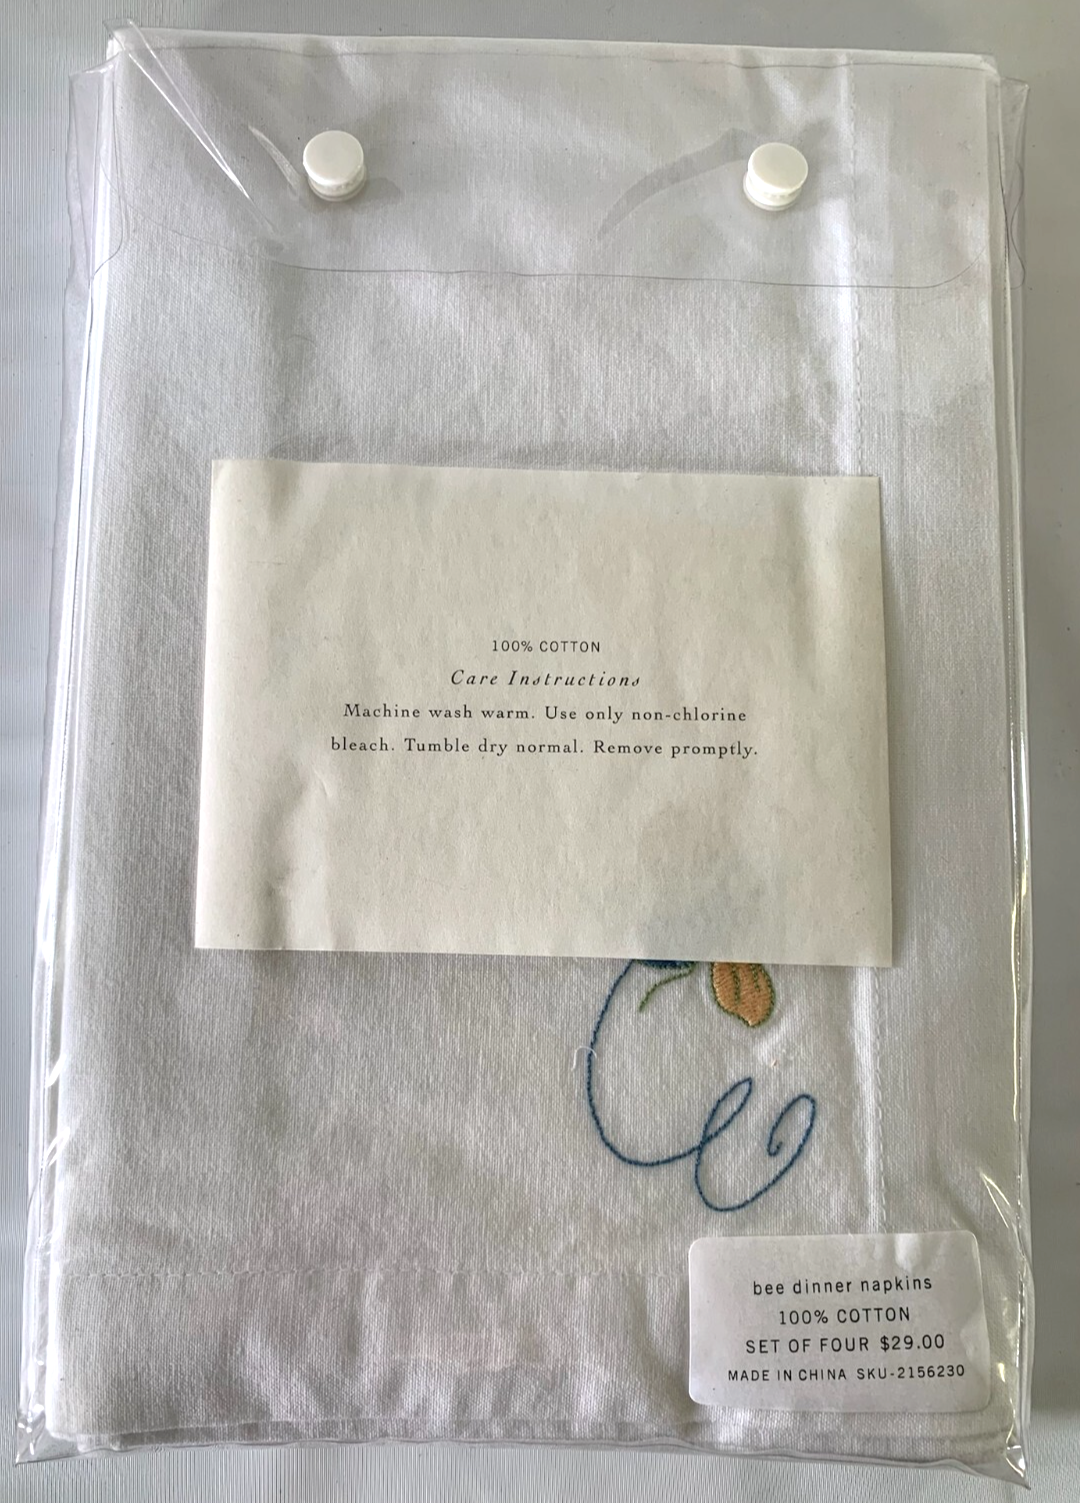 100% COTTON
Care Instructions
Machine wash warm. Use only non-chlorine
bleach. Tumble dry normal. Remove promptly.
bee dinner napkins
100% COTTON
SET OF FOUR $29.00
MADE IN CHINA SKU-2156230